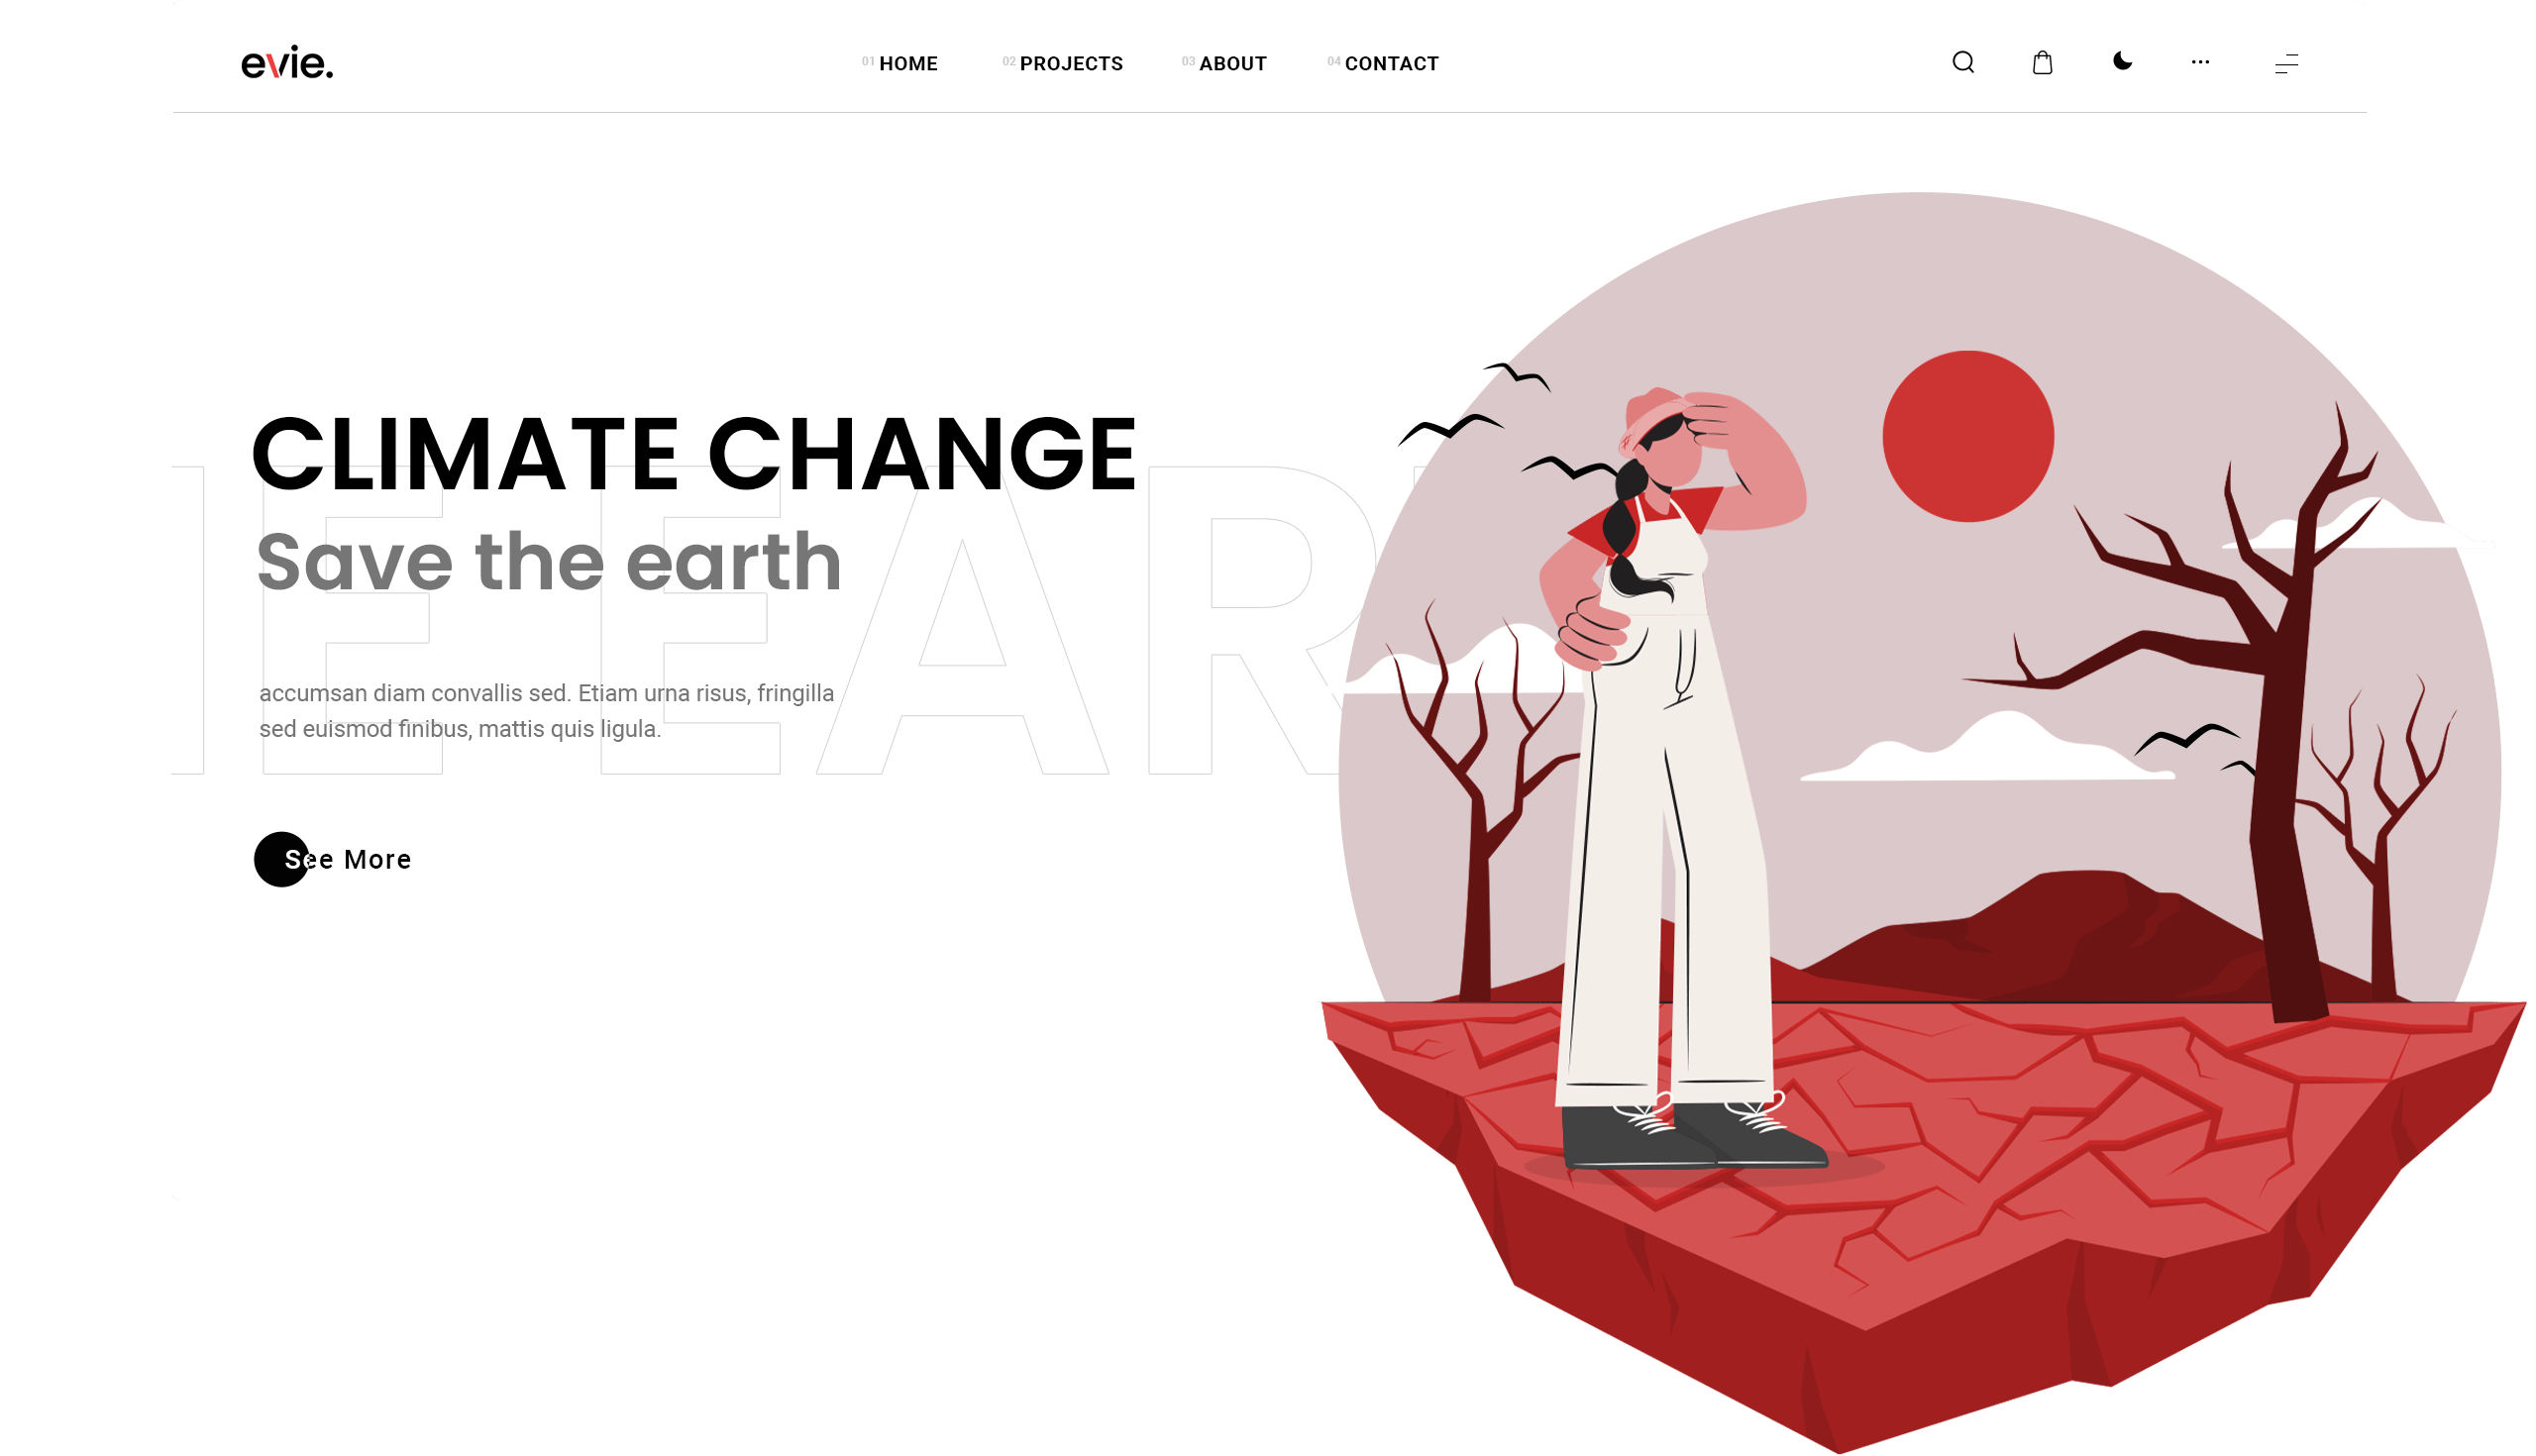 evie.
01 HOME 02 PROJECTS 03 ABOUT 04 CONTACT
CLIMATE CHANGE
Save the earth
E EAR
accumsan diam convallis sed. Etiam urna risus, fringilla
sed euismod finibus, mattis quis ligula.
See More